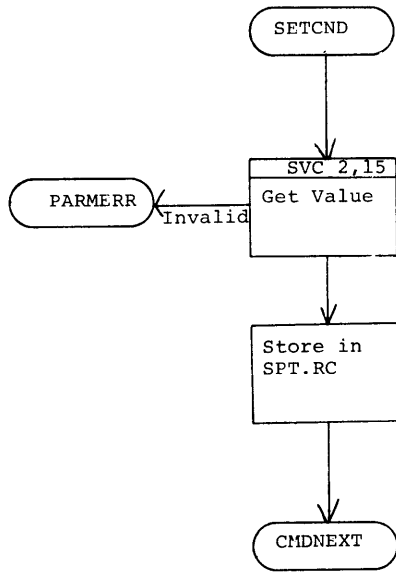 SETCND
SVC 2,15
Get Value
PARMERR
Invalid
Store in
SPT.RC
CMDNEXT